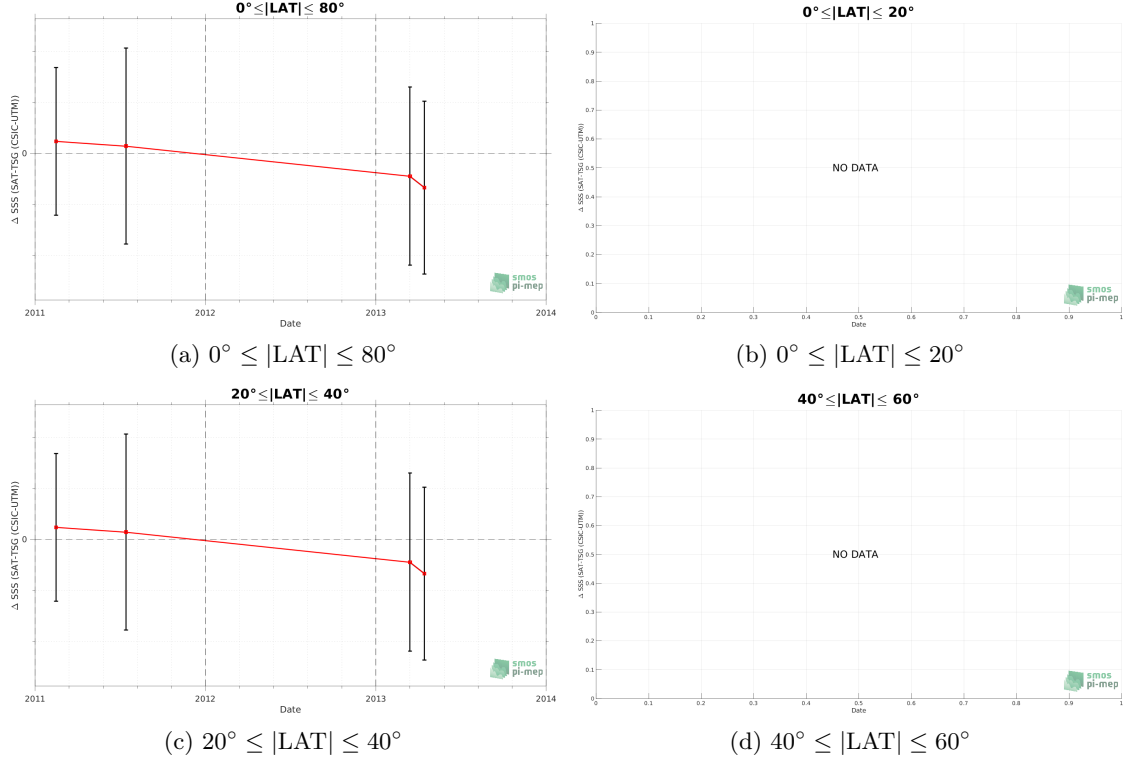 0°≤|LAT|≤ 80°
Δ SSS (SAT-TSG (CSIC-UTM))
0
smos
pi-mep
2011 2012 2013 2014
Date
(a) 0° ≤ |LAT| ≤ 80°
0°≤|LAT|≤ 20°
Δ SSS (SAT-TSG (CSIC-UTM))
1
0.9
0.8
0.7
0.6
0.5
0.4
0.3
0.2
0.1
0
NO DATA
smos
pi-mep
0 0.1 0.2 0.3 0.4 0.5 0.6 0.7 0.8 0.9 1
Date
(b) 0° ≤ |LAT| ≤ 20°
20°≤|LAT|≤ 40°
Δ SSS (SAT-TSG (CSIC-UTM))
0
smos
pi-mep
2011 2012 2013 2014
Date
(c) 20° ≤ |LAT| ≤ 40°
40°≤|LAT|≤ 60°
Δ SSS (SAT-TSG (CSIC-UTM))
1
0.9
0.8
0.7
0.6
0.5
0.4
0.3
0.2
0.1
0
NO DATA
smos
pi-mep
0 0.1 0.2 0.3 0.4 0.5 0.6 0.7 0.8 0.9 1
Date
(d) 40° ≤ |LAT| ≤ 60°